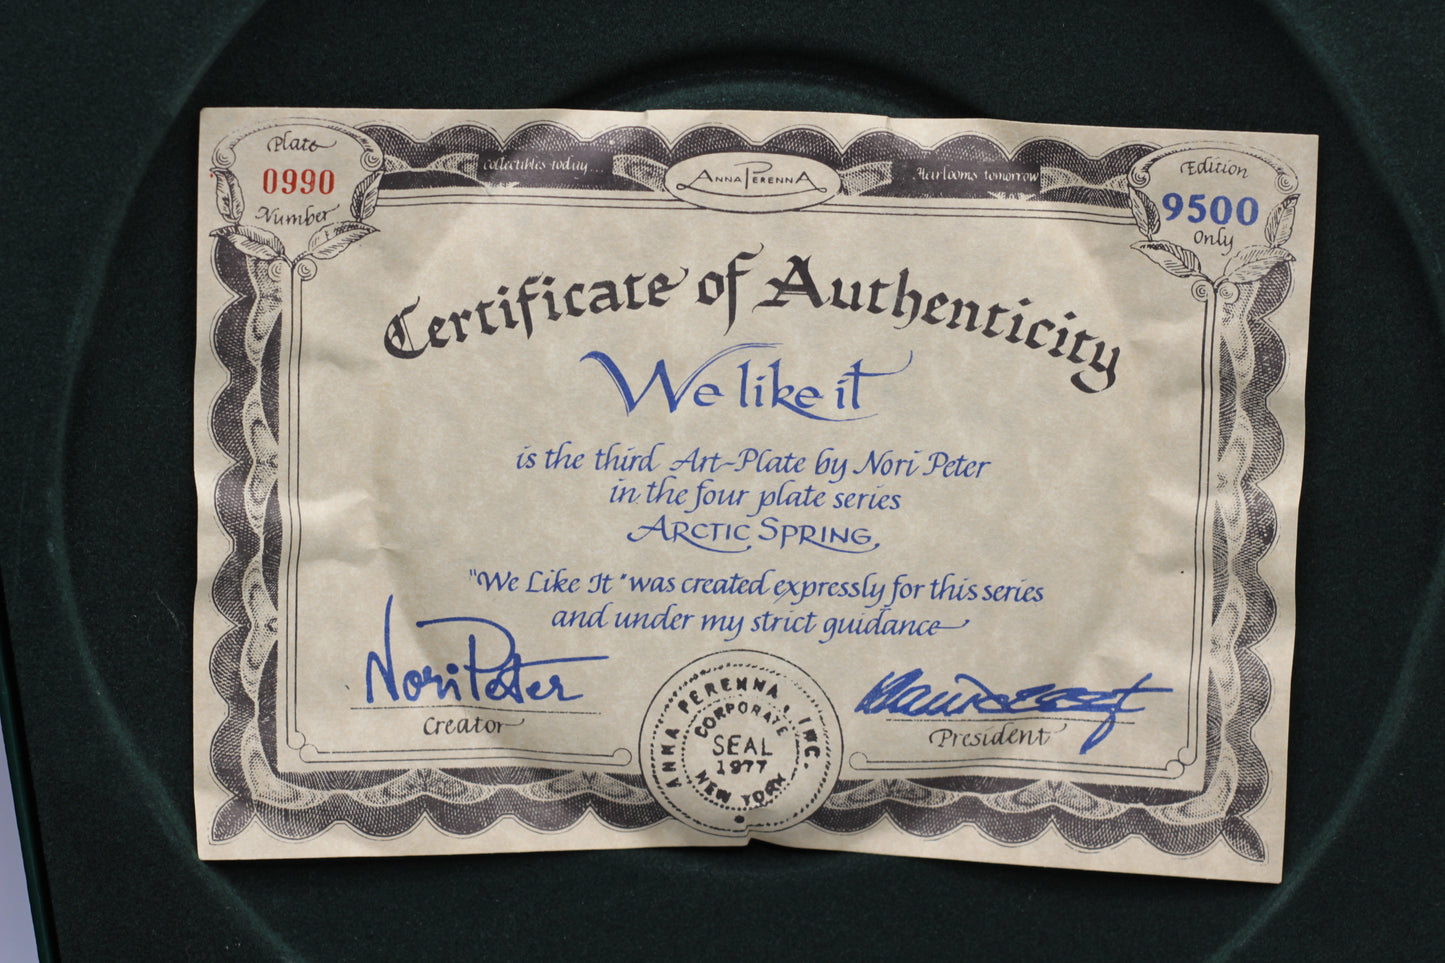 Plate
0990
Number
Collectibles today...
ANNA PERENNA
Heirlooms tomorrow
Edition
9500
Only
Certificate of Authenticity
We like it
is the third Art-Plate by Nori Peter
in the four plate series
ARCTIC SPRING.
"We Like It" was created expressly for this series
and under my strict guidance
Nori Peter
Creator
President
ANNA PERENNA, INC.
CORPORATE
SEAL
1977
NEW YORK